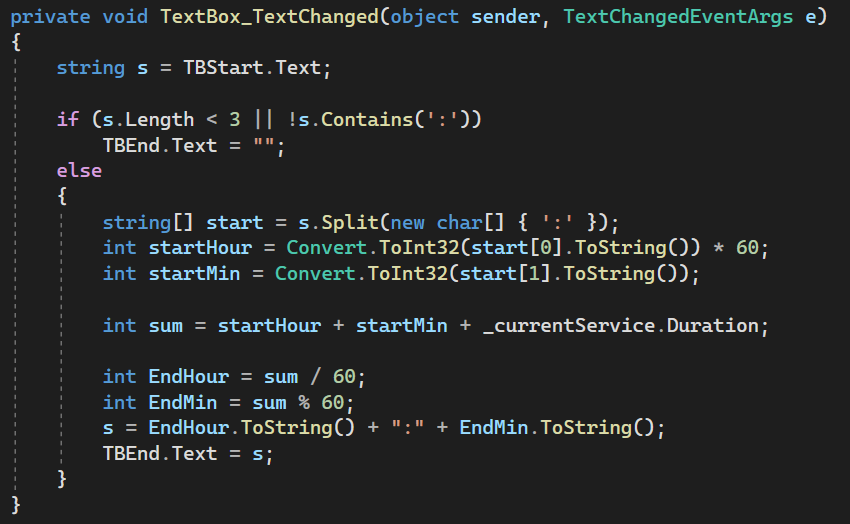 private void TextBox_TextChanged(object sender, TextChangedEventArgs e)
{
    string s = TBStart.Text;

    if (s.Length < 3 || !s.Contains(':'))
        TBEnd.Text = "";
    else
    {
        string[] start = s.Split(new char[] { ':' });
        int startHour = Convert.ToInt32(start[0].ToString()) * 60;
        int startMin = Convert.ToInt32(start[1].ToString());

        int sum = startHour + startMin + _currentService.Duration;

        int EndHour = sum / 60;
        int EndMin = sum % 60;
        s = EndHour.ToString() + ":" + EndMin.ToString();
        TBEnd.Text = s;
    }
}